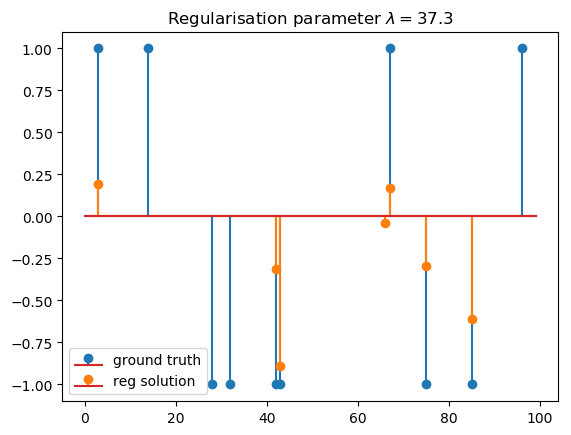 Regularisation parameter λ = 37.3
1.00
0.75
0.50
0.25
0.00
−0.25
−0.50
−0.75
−1.00
ground truth
reg solution
0 20 40 60 80 100